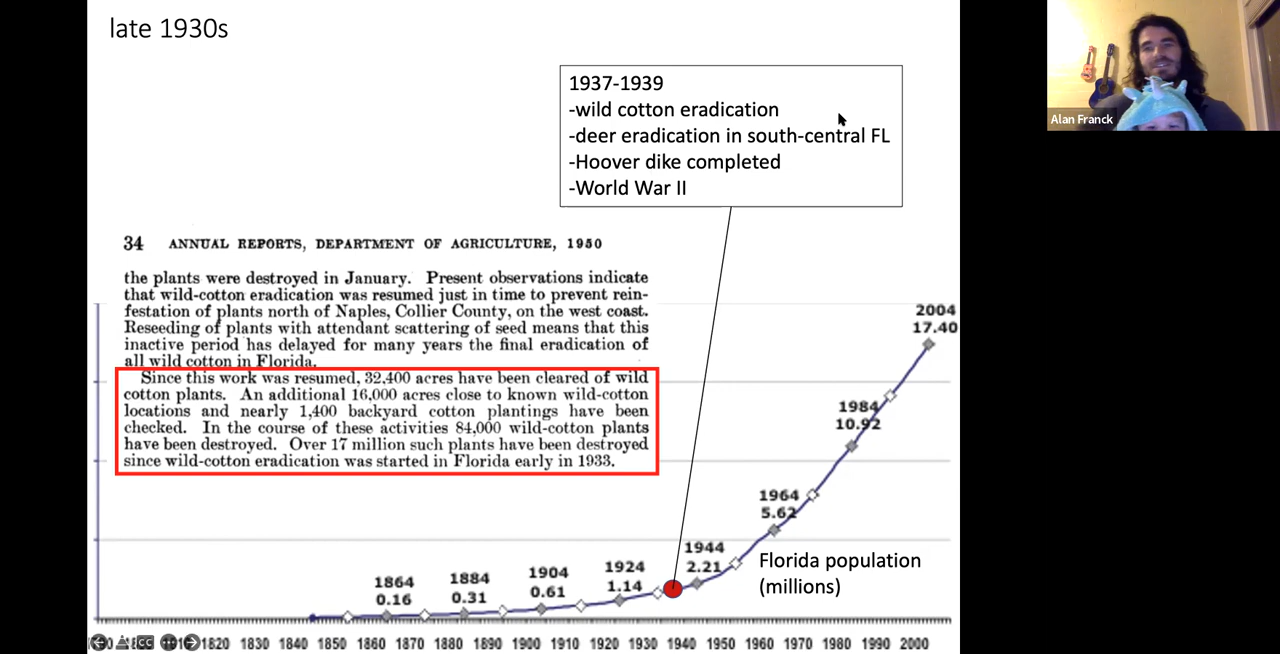 late 1930s
1937-1939
-wild cotton eradication
-deer eradication in south-central FL
-Hoover dike completed
-World War II
Alan Franck
34 ANNUAL REPORTS, DEPARTMENT OF AGRICULTURE, 1950
the plants were destroyed in January. Present observations indicate
that wild-cotton eradication was resumed just in time to prevent rein-
festation of plants north of Naples, Collier County, on the west coast.
Reseeding of plants with attendant scattering of seed means that this
inactive period has delayed for many years the final eradication of
all wild cotton in Florida.
Since this work was resumed, 32,400 acres have been cleared of wild
cotton plants. An additional 16,000 acres close to known wild-cotton
locations and nearly 1,400 backyard cotton plantings have been
checked. In the course of these activities 84,000 wild-cotton plants
have been destroyed. Over 17 million such plants have been destroyed
since wild-cotton eradication was started in Florida early in 1933.
2004
17.40
1984
10.92
1964
5.62
1944
2.21
1924
1.14
1904
0.61
1884
0.31
1864
0.16
Florida population
(millions)
1820 1830 1840 1850 1860 1870 1880 1890 1900 1910 1920 1930 1940 1950 1960 1970 1980 1990 2000